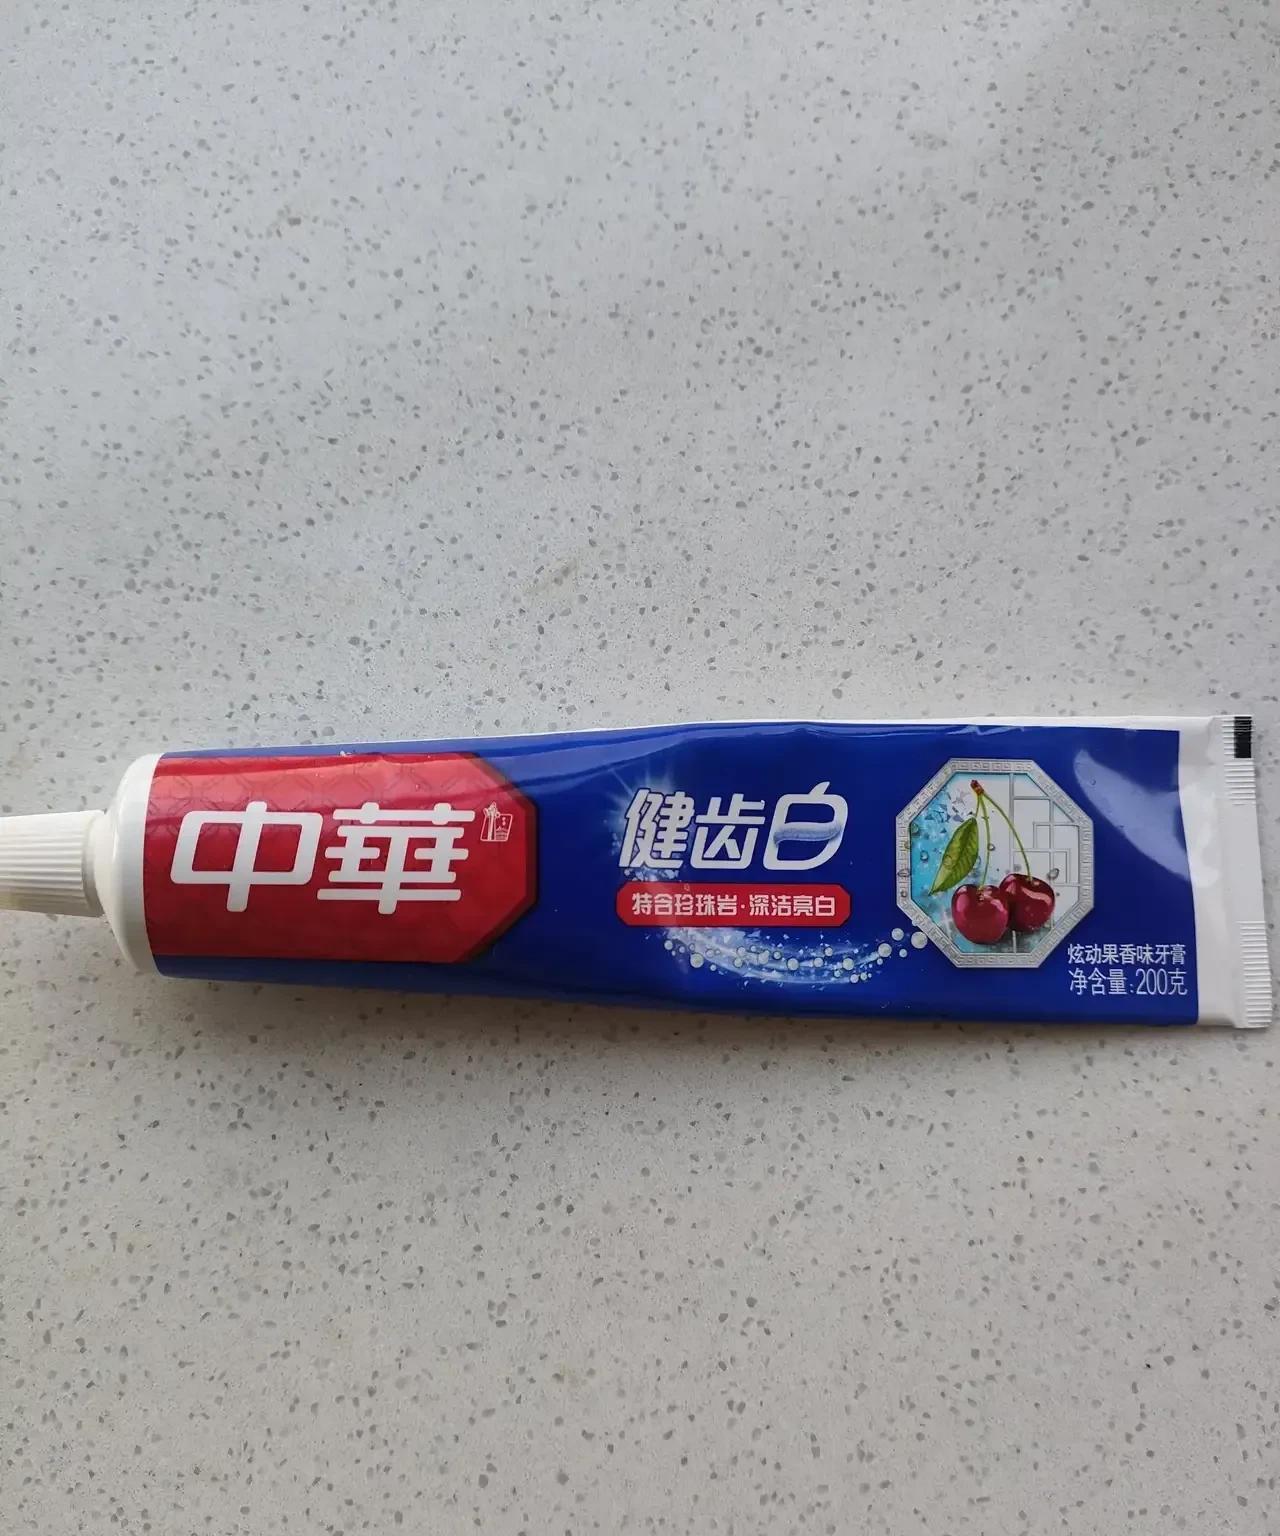 中華
健齿白
特含珍珠岩·深洁亮白
炫动果香味牙膏
净含量:200克